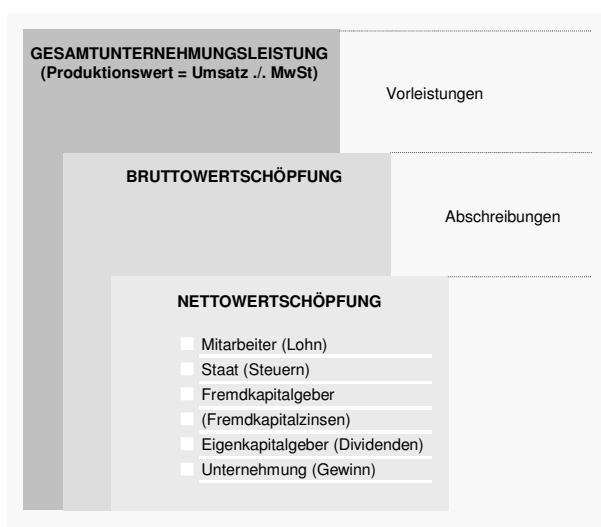 GESAMTUNTERNEHMUNGSLEISTUNG
(Produktionswert = Umsatz ./. MwSt)
Vorleistungen
BRUTTOWERTSCHÖPFUNG
Abschreibungen
NETTOWERTSCHÖPFUNG
Mitarbeiter (Lohn)
Staat (Steuern)
Fremdkapitalgeber
(Fremdkapitalzinsen)
Eigenkapitalgeber (Dividenden)
Unternehmung (Gewinn)